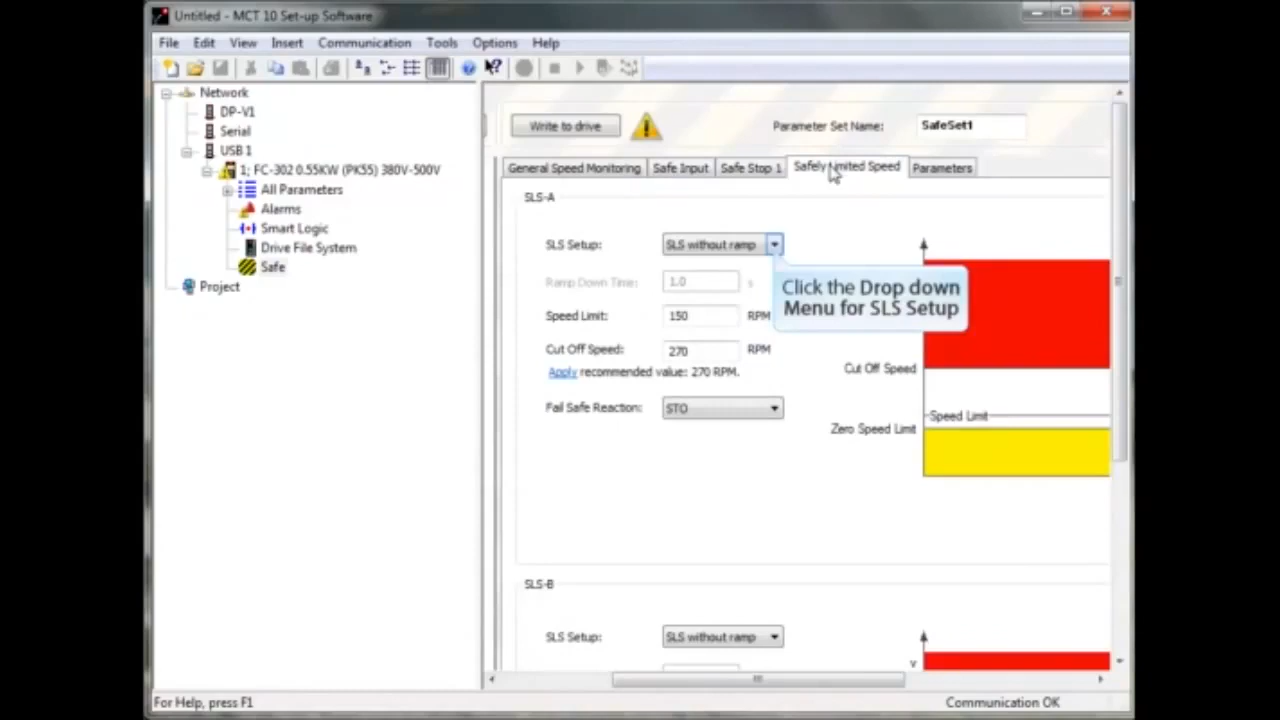 Untitled - MCT 10 Set-up Software
File Edit View Insert Communication Tools Options Help
Network
DP-V1
Serial
USB 1
1; FC-302 0.55KW (PK55) 380V-500V
All Parameters
Alarms
Smart Logic
Drive File System
Safe
Project
Write to drive
Parameter Set Name: SafeSet1
General Speed Monitoring Safe Input Safe Stop 1 Safely Limited Speed Parameters
SLS-A
SLS Setup: SLS without ramp
Ramp Down Time: 1.0 s
Speed Limit: 150 RPM
Cut Off Speed: 270 RPM
Apply recommended value: 270 RPM.
Fail Safe Reaction: STO
Click the Drop down
Menu for SLS Setup
Cut Off Speed
Speed Limit
Zero Speed Limit
SLS-B
SLS Setup: SLS without ramp
v
For Help, press F1
Communication OK